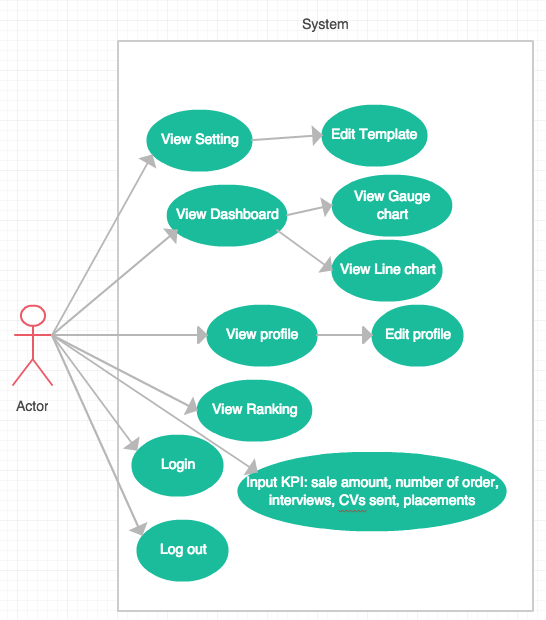 System
View Setting
Edit Template
View Gauge
chart
View Dashboard
View Line chart
View profile
Edit profile
Actor
View Ranking
Login
Input KPI: sale amount, number of order,
interviews, CVs sent, placements
Log out